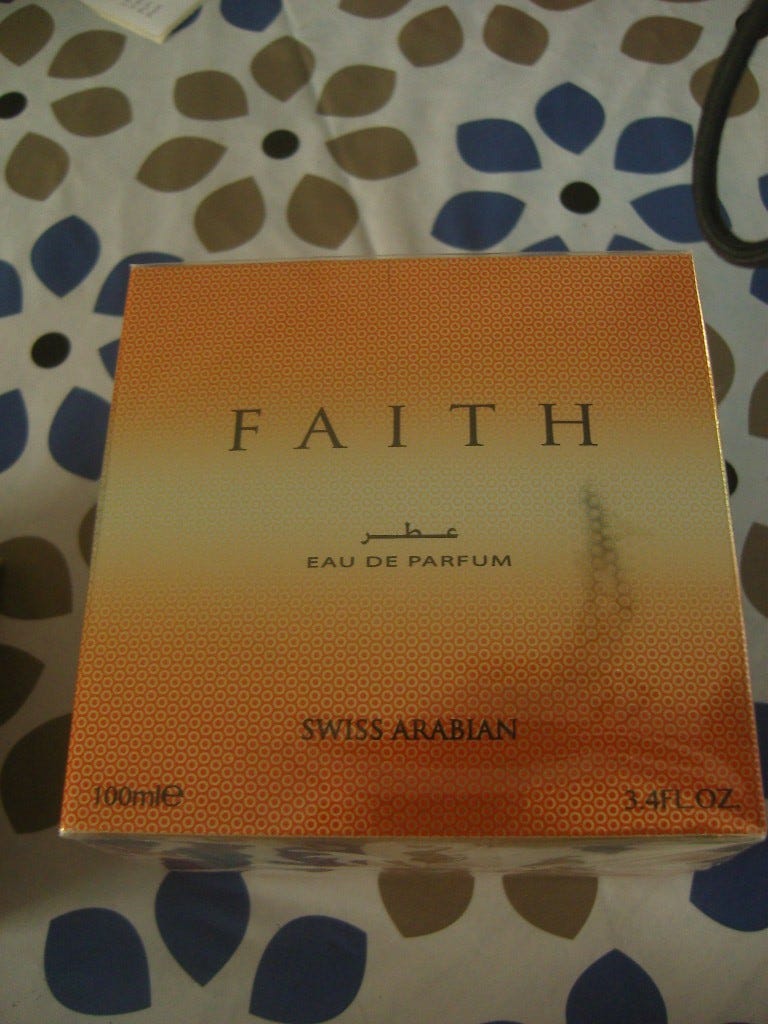 FAITH
عطر
EAU DE PARFUM
SWISS ARABIAN
100ml℮
3.4FL.OZ.